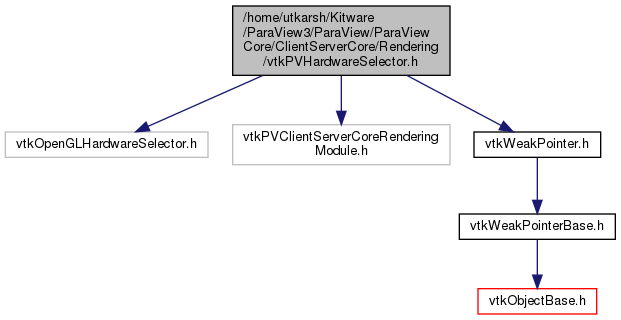 /home/utkarsh/Kitware
/ParaView3/ParaView/ParaView
Core/ClientServerCore/Rendering
/vtkPVHardwareSelector.h
vtkOpenGLHardwareSelector.h
vtkPVClientServerCoreRendering
Module.h
vtkWeakPointer.h
vtkWeakPointerBase.h
vtkObjectBase.h